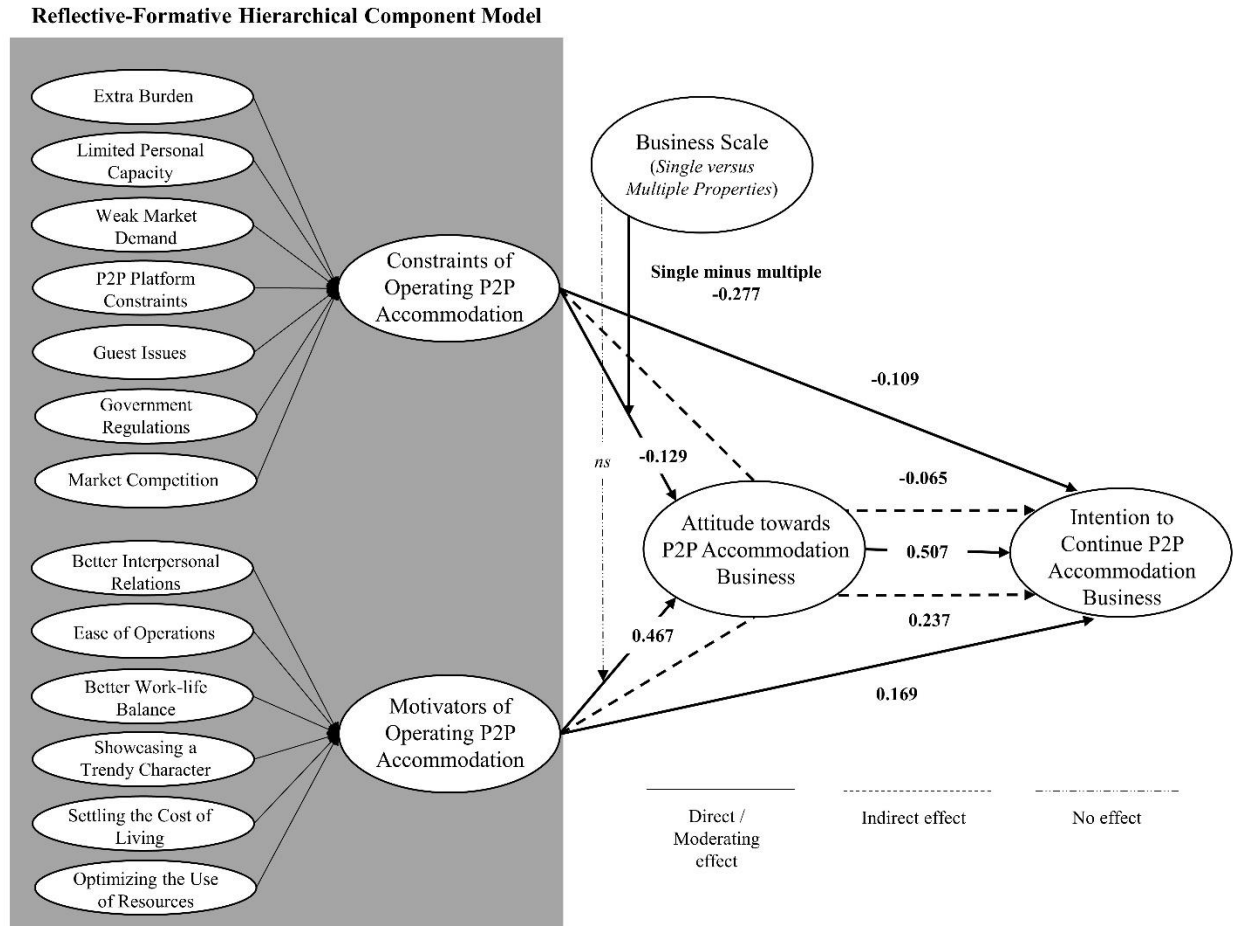 Reflective-Formative Hierarchical Component Model
Extra Burden
Limited Personal
Capacity
Weak Market
Demand
P2P Platform
Constraints
Guest Issues
Government
Regulations
Market Competition
Better Interpersonal
Relations
Ease of Operations
Better Work-life
Balance
Showcasing a
Trendy Character
Settling the Cost of
Living
Optimizing the Use
of Resources
Constraints of
Operating P2P
Accommodation
Motivators of
Operating P2P
Accommodation
Business Scale
(Single versus
Multiple Properties)
Single minus multiple
-0.277
ns
-0.129
-0.109
Attitude towards
P2P Accommodation
Business
0.467
-0.065
0.507
0.237
0.169
Intention to
Continue P2P
Accommodation
Business
Direct /
Moderating
effect
Indirect effect
No effect